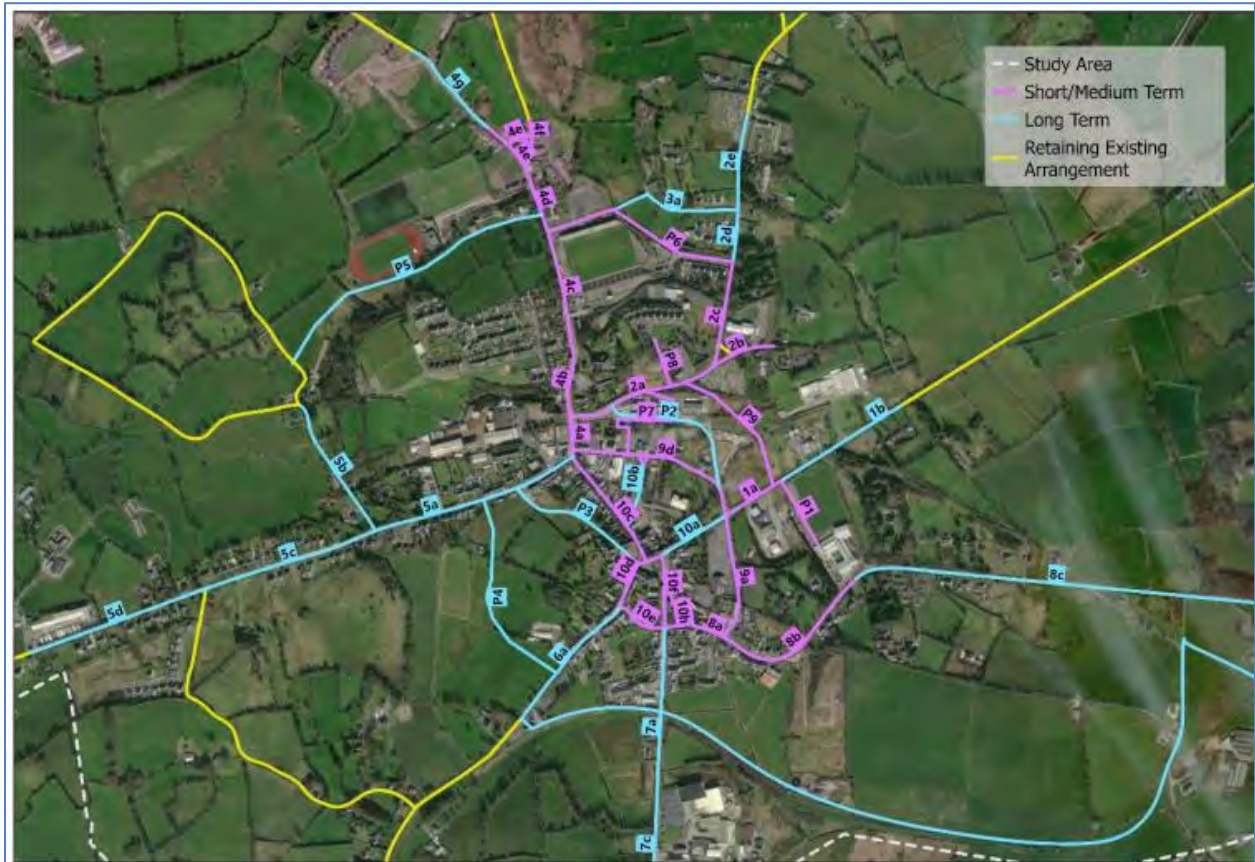 Study Area
Short/Medium Term
Long Term
Retaining Existing
Arrangement
4g
4e
4f
4e
4d
2e
3a
2d
P6
P5
4c
2c
2b
P8
4b
2a
P7
P2
P9
1b
4a
9d
10b
5b
5a
1a
10c
P3
10a
P1
5c
10d
9a
8c
10f
P4
10e
10h
8a
5d
6a
8b
7a
7c